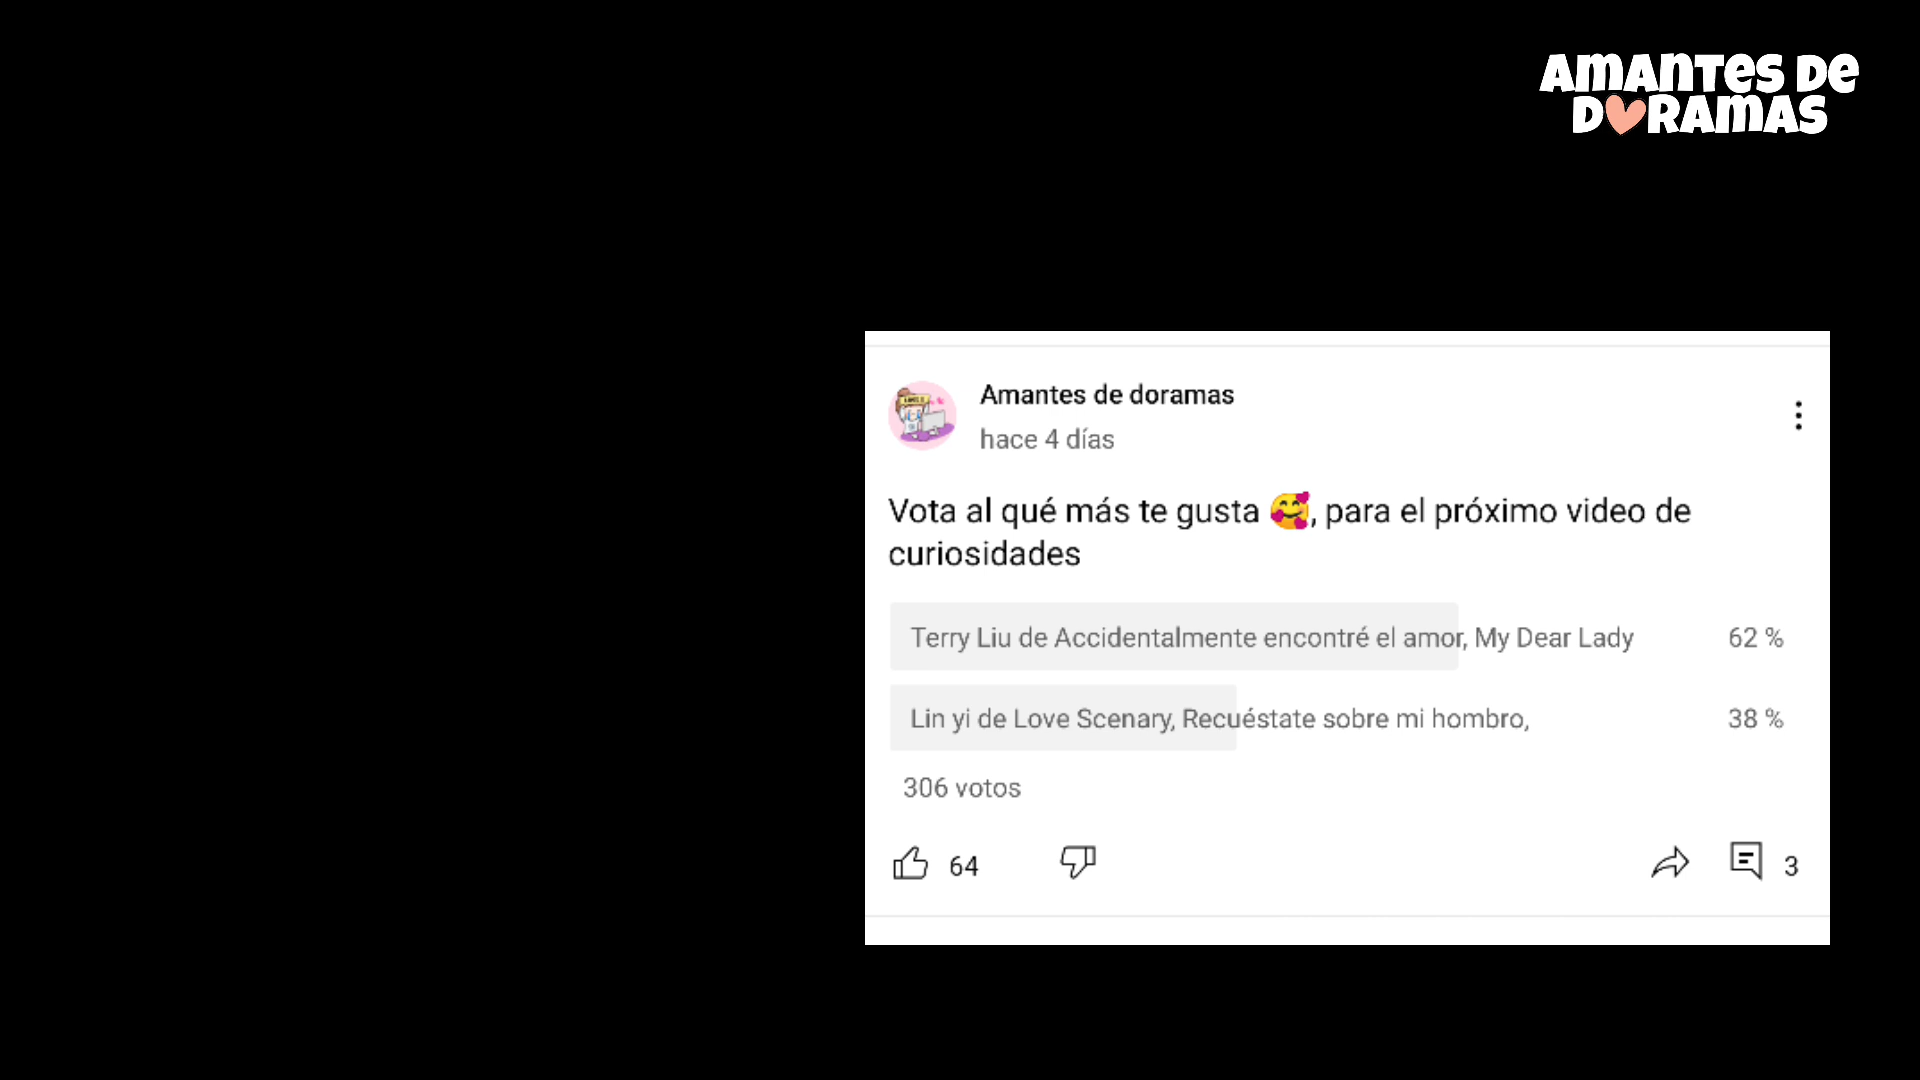 AMANTES DE
DORAMAS
Amantes de doramas
hace 4 días
Vota al qué más te gusta 🥰, para el próximo video de
curiosidades
Terry Liu de Accidentalmente encontré el amor, My Dear Lady 62 %
Lin yi de Love Scenary, Recuéstate sobre mi hombro, 38 %
306 votos
64 3